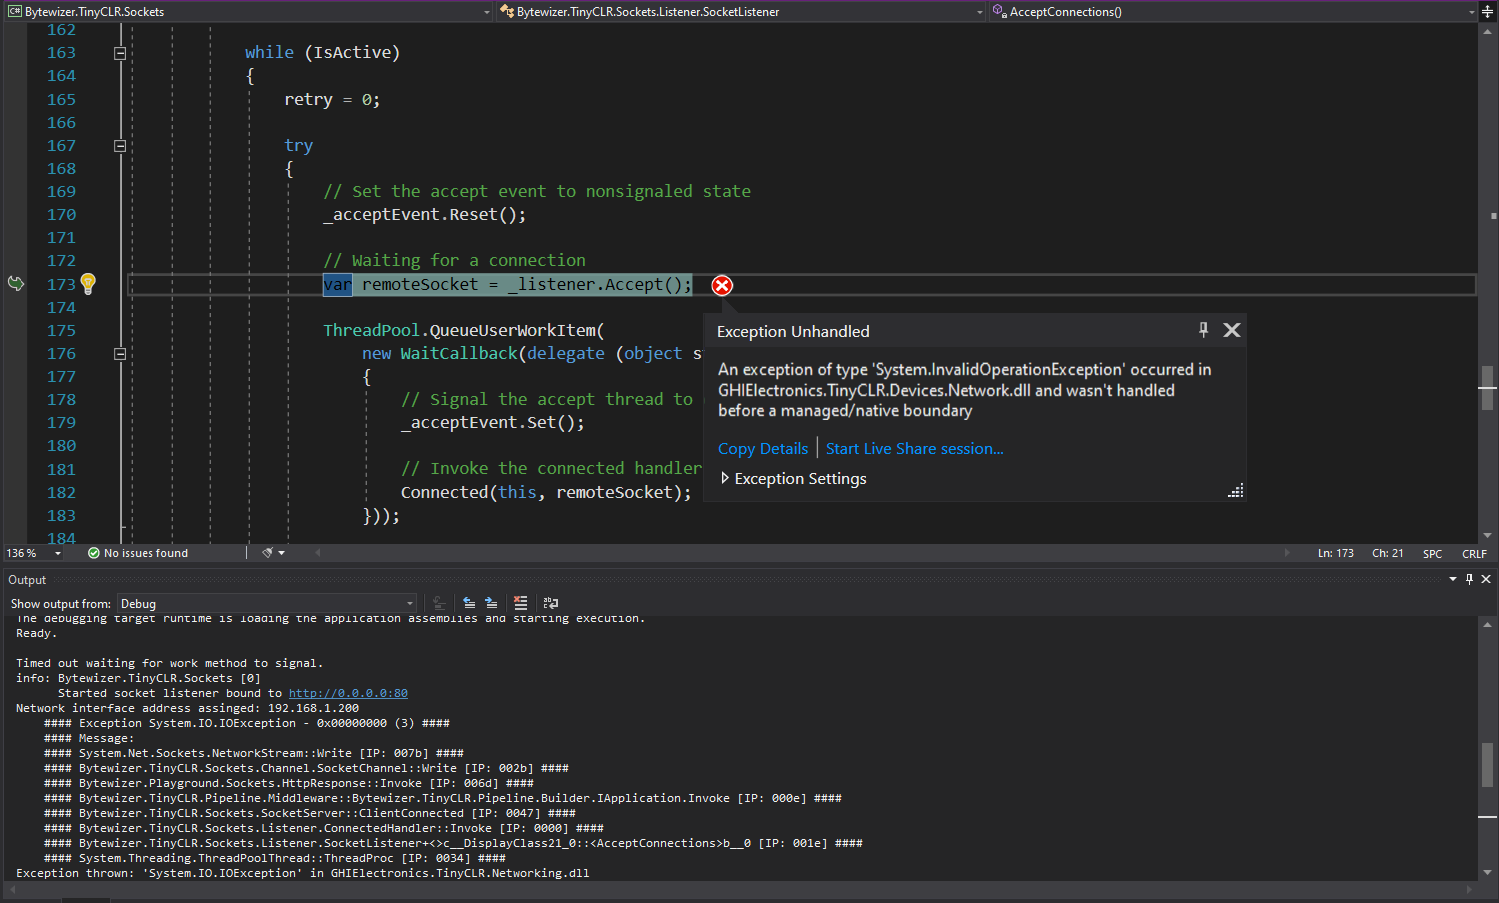 C# Bytewizer.TinyCLR.Sockets
Bytewizer.TinyCLR.Sockets.Listener.SocketListener
AcceptConnections()
162
163 while (IsActive)
164 {
165 retry = 0;
166
167 try
168 {
169 // Set the accept event to nonsignaled state
170 _acceptEvent.Reset();
171
172 // Waiting for a connection
173 var remoteSocket = _listener.Accept();
174
175 ThreadPool.QueueUserWorkItem(
176 new WaitCallback(delegate (object s
177 {
178 // Signal the accept thread to
179 _acceptEvent.Set();
180
181 // Invoke the connected handler
182 Connected(this, remoteSocket);
183 }));
184
Exception Unhandled
An exception of type 'System.InvalidOperationException' occurred in
GHIElectronics.TinyCLR.Devices.Network.dll and wasn't handled
before a managed/native boundary
Copy Details | Start Live Share session...
Exception Settings
136 %
No issues found
Ln: 173 Ch: 21 SPC CRLF
Output
Show output from: Debug
The debugging target runtime is loading the application assemblies and starting execution.
Ready.
Timed out waiting for work method to signal.
info: Bytewizer.TinyCLR.Sockets [0]
Started socket listener bound to http://0.0.0.0:80
Network interface address assinged: 192.168.1.200
#### Exception System.IO.IOException - 0x00000000 (3) ####
#### Message:
#### System.Net.Sockets.NetworkStream::Write [IP: 007b] ####
#### Bytewizer.TinyCLR.Sockets.Channel.SocketChannel::Write [IP: 002b] ####
#### Bytewizer.Playground.Sockets.HttpResponse::Invoke [IP: 006d] ####
#### Bytewizer.TinyCLR.Pipeline.Middleware::Bytewizer.TinyCLR.Pipeline.Builder.IApplication.Invoke [IP: 000e] ####
#### Bytewizer.TinyCLR.Sockets.SocketServer::ClientConnected [IP: 0047] ####
#### Bytewizer.TinyCLR.Sockets.Listener.ConnectedHandler::Invoke [IP: 0000] ####
#### Bytewizer.TinyCLR.Sockets.Listener.SocketListener+<>c__DisplayClass21_0::<AcceptConnections>b__0 [IP: 001e] ####
#### System.Threading.ThreadPoolThread::ThreadProc [IP: 0034] ####
Exception thrown: 'System.IO.IOException' in GHIElectronics.TinyCLR.Networking.dll